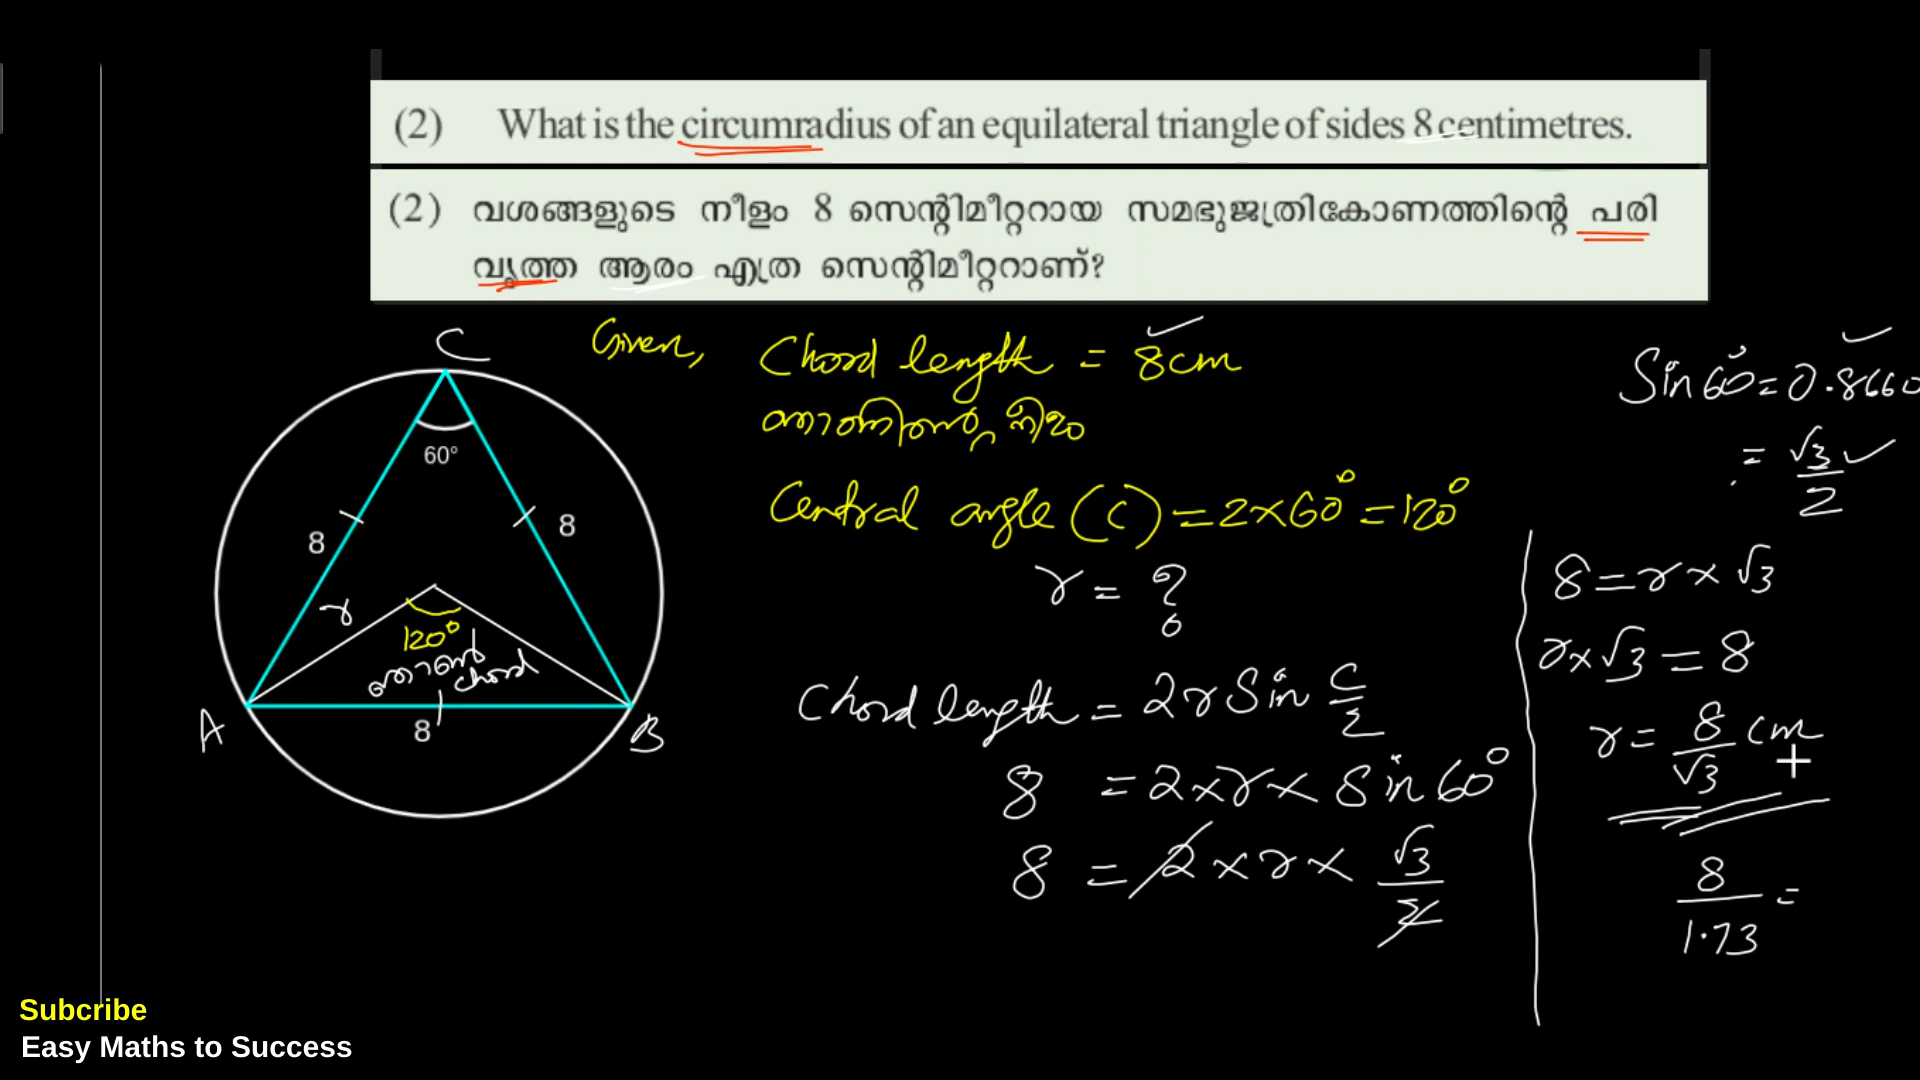 (2) What is the circumradius of an equilateral triangle of sides 8 centimetres.
(2) വശങ്ങളുടെ നീളം 8 സെന്റിമീറ്ററായ സമഭുജത്രികോണത്തിന്റെ പരി
വൃത്ത ആരം എത്ര സെന്റിമീറ്ററാണ്?
Given, Chord length = 8cm
ഞാണിന്റെ നീളം
Central angle (C) = 2×60° = 120°
r = ?
Chord length = 2r Sin C/2
8 = 2×r× Sin 60°
8 = 2×r× √3/2
Sin 60° = 0.8660
= √3/2
8 = r × √3
r×√3 = 8
r = 8/√3 cm
8/1.73 =
C
60°
8
8
r
120°
ഞാൺ
chord
8
A
B
Subcribe
Easy Maths to Success